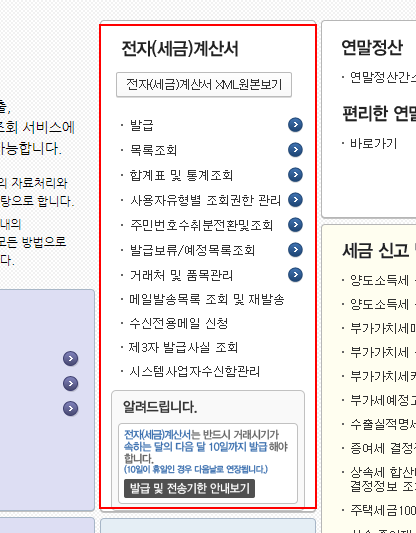 출,
조회 서비스에
가능합니다.
의 자료처리와
탕으로 합니다.
내의
모든 방법으로
다.
전자(세금)계산서
전자(세금)계산서 XML원본보기
· 발급
· 목록조회
· 합계표 및 통계조회
· 사용자유형별 조회권한 관리
· 주민번호수취분전환및조회
· 발급보류/예정목록조회
· 거래처 및 품목관리
· 메일발송목록 조회 및 재발송
· 수신전용메일 신청
· 제3자 발급사실 조회
· 시스템사업자수신함관리
알려드립니다.
전자(세금)계산서는 반드시 거래시기가
속하는 달의 다음 달 10일까지 발급 해야
합니다.
(10일이 휴일인 경우 다음날로 연장됩니다.)
발급 및 전송기한 안내보기
연말정산
· 연말정산간소
편리한 연말
· 바로가기
세금 신고
· 양도소득세
· 양도소득세
· 부가가치세
· 부가가치세
· 부가가치세
· 부가세예정고
· 수출실적명세
· 증여세 결정
· 상속세 합산
결정정보 조
· 주택세금100